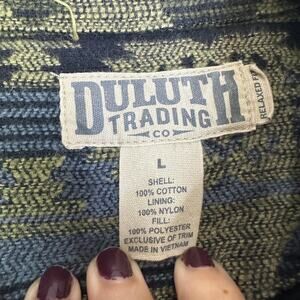 DULUTH
TRADING
CO
RELAXED F
L
SHELL:
100% COTTON
LINING:
100% NYLON
FILL:
100% POLYESTER
EXCLUSIVE OF TRIM
MADE IN VIETNAM